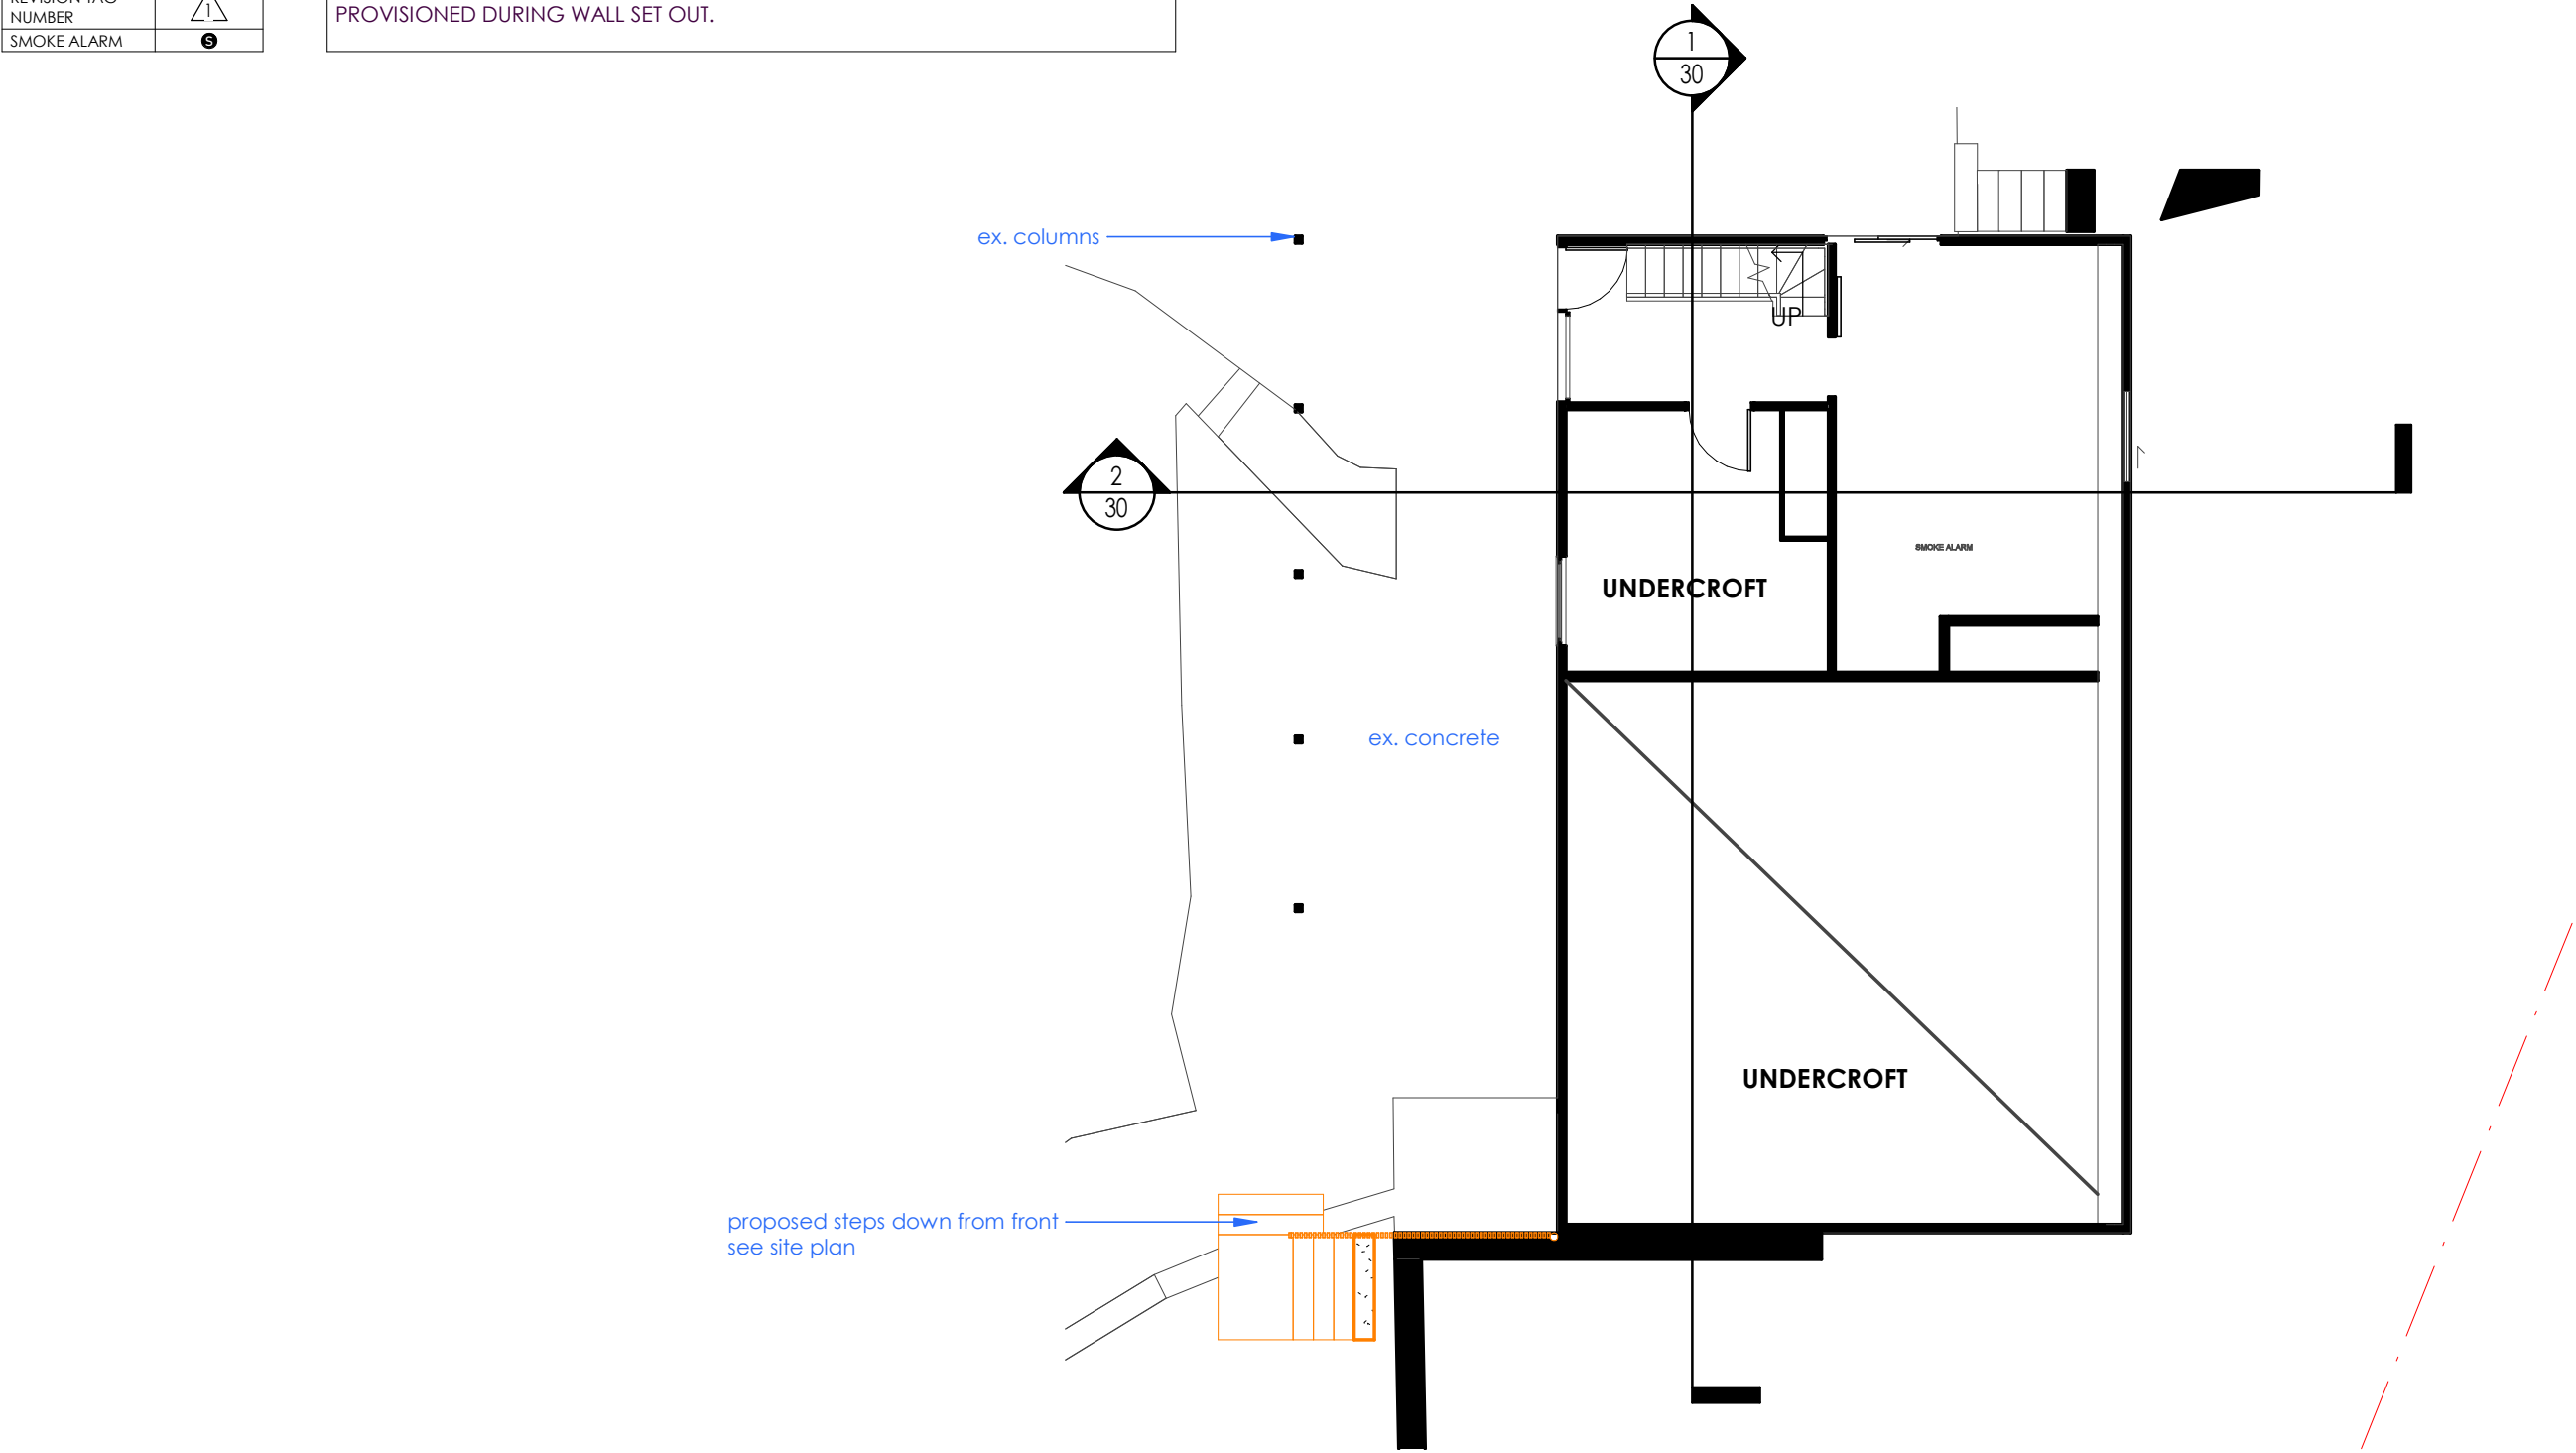 NUMBER
1
SMOKE ALARM
S
PROVISIONED DURING WALL SET OUT.
1
30
ex. columns
UP
2
30
SMOKE ALARM
UNDERCROFT
ex. concrete
UNDERCROFT
proposed steps down from front
see site plan